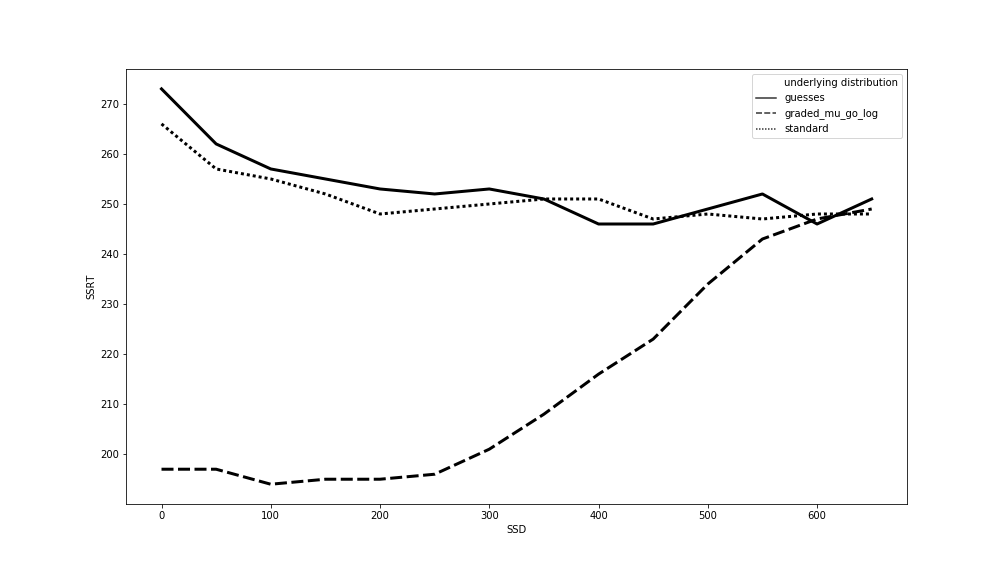 underlying distribution
guesses
graded_mu_go_log
standard
270
260
250
240
230
220
210
200
SSRT
0 100 200 300 400 500 600
SSD